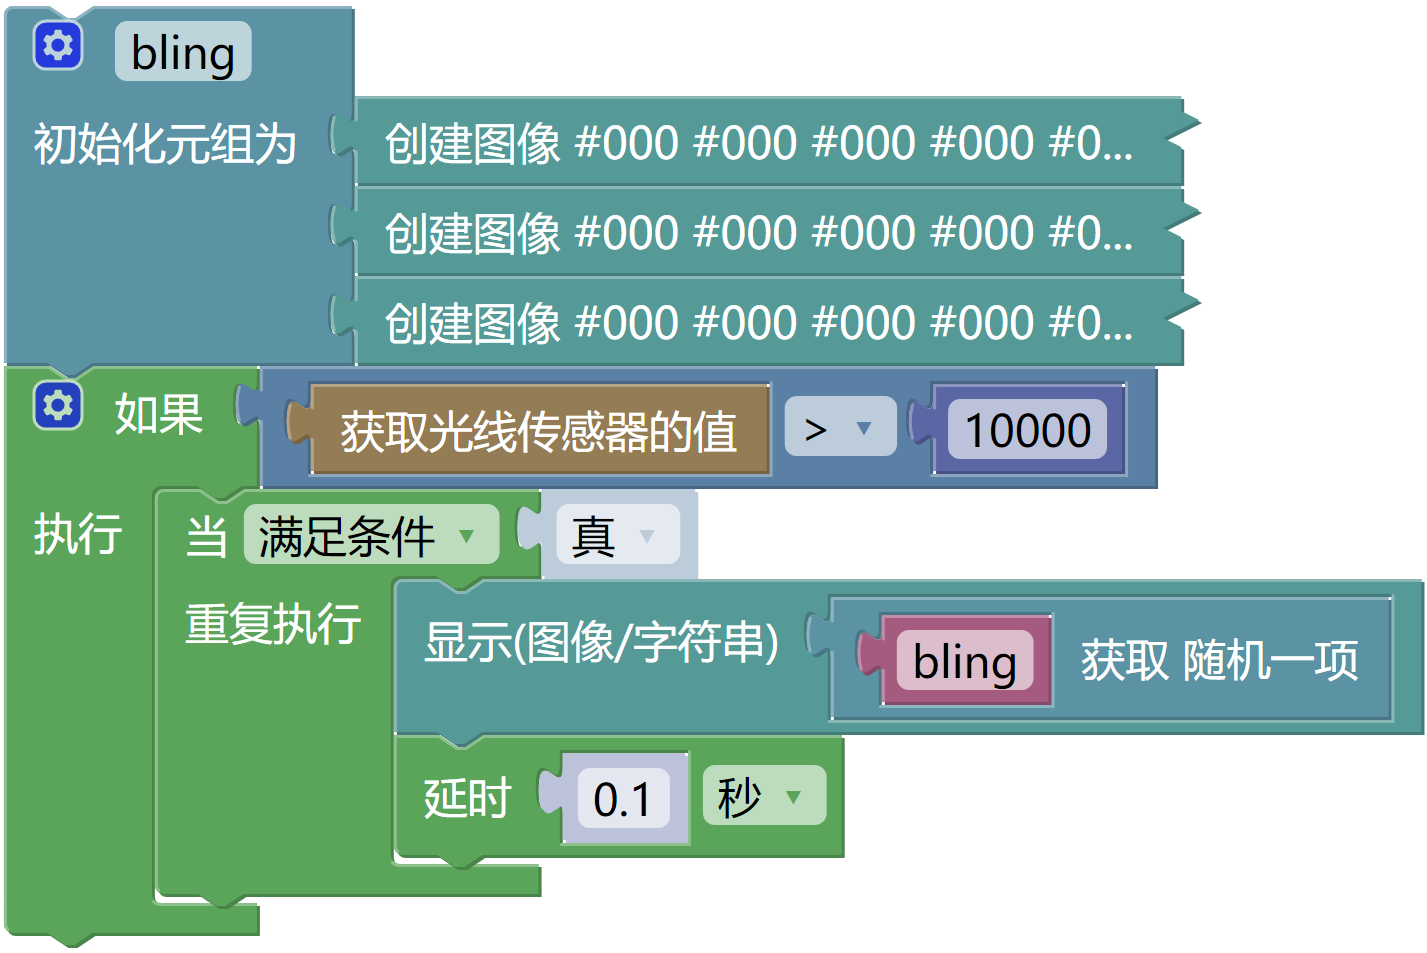 bling
初始化元组为 创建图像 #000 #000 #000 #000 #0...
创建图像 #000 #000 #000 #000 #0...
创建图像 #000 #000 #000 #000 #0...
如果 获取光线传感器的值 > 10000
执行 当 满足条件 真
重复执行 显示(图像/字符串) bling 获取 随机一项
延时 0.1 秒